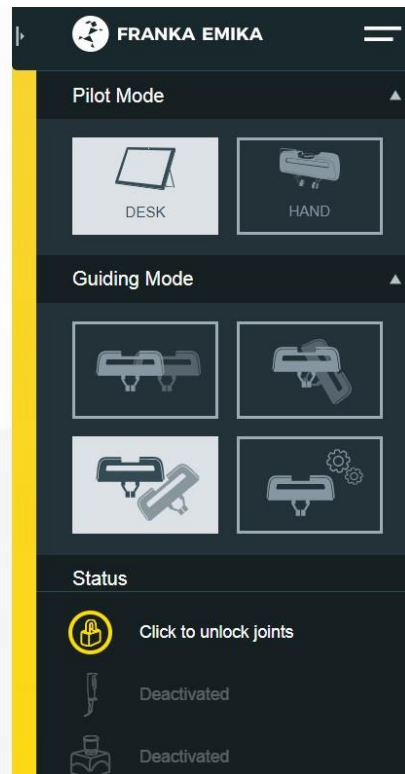 FRANKA EMIKA
Pilot Mode
DESK
HAND
Guiding Mode
Status
Click to unlock joints
Deactivated
Deactivated